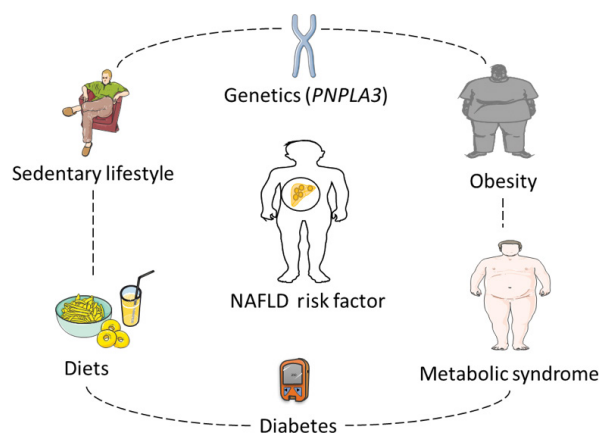 Genetics (PNPLA3)
Sedentary lifestyle
Obesity
NAFLD risk factor
Diets
Metabolic syndrome
Diabetes